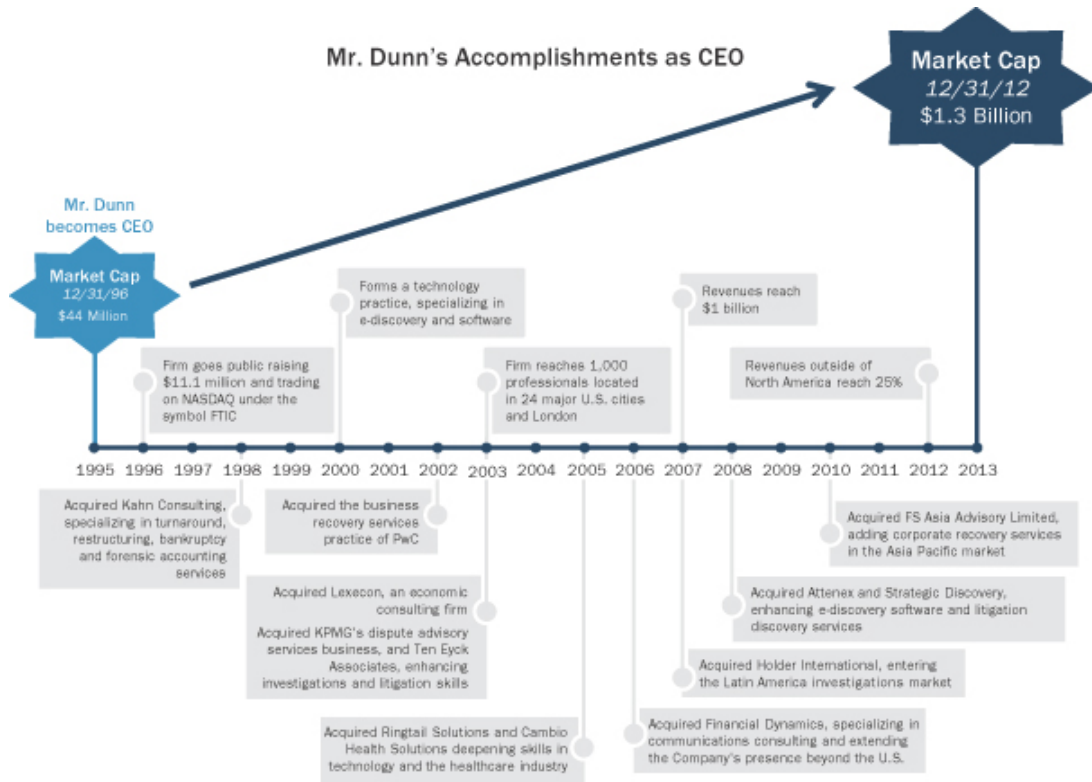 Mr. Dunn's Accomplishments as CEO
Market Cap
12/31/12
$1.3 Billion
Mr. Dunn
becomes CEO
Market Cap
12/31/96
$44 Million
Forms a technology
practice, specializing in
e-discovery and software
Revenues reach
$1 billion
Firm goes public raising
$11.1 million and trading
on NASDAQ under the
symbol FTIC
Firm reaches 1,000
professionals located
in 24 major U.S. cities
and London
Revenues outside of
North America reach 25%
1995 1996 1997 1998 1999 2000 2001 2002 2003 2004 2005 2006 2007 2008 2009 2010 2011 2012 2013
Acquired Kahn Consulting,
specializing in turnaround,
restructuring, bankruptcy
and forensic accounting
services
Acquired the business
recovery services
practice of PwC
Acquired FS Asia Advisory Limited,
adding corporate recovery services
in the Asia Pacific market
Acquired Lexecon, an economic
consulting firm
Acquired KPMG's dispute advisory
services business, and Ten Eyck
Associates, enhancing
investigations and litigation skills
Acquired Attenex and Strategic Discovery,
enhancing e-discovery software and litigation
discovery services
Acquired Holder International, entering
the Latin America investigations market
Acquired Ringtail Solutions and Cambio
Health Solutions deepening skills in
technology and the healthcare industry
Acquired Financial Dynamics, specializing in
communications consulting and extending
the Company's presence beyond the U.S.